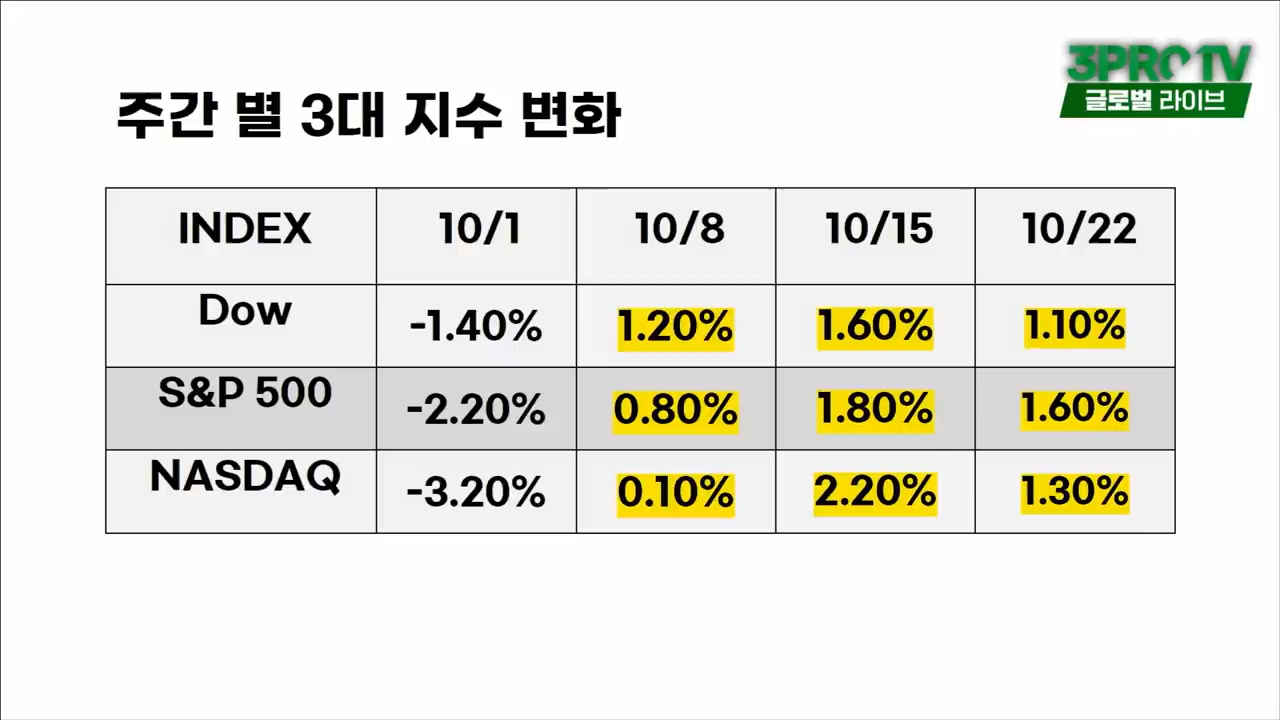 3PRO TV
글로벌 라이브
주간 별 3대 지수 변화
INDEX 10/1 10/8 10/15 10/22
Dow -1.40% 1.20% 1.60% 1.10%
S&P 500 -2.20% 0.80% 1.80% 1.60%
NASDAQ -3.20% 0.10% 2.20% 1.30%